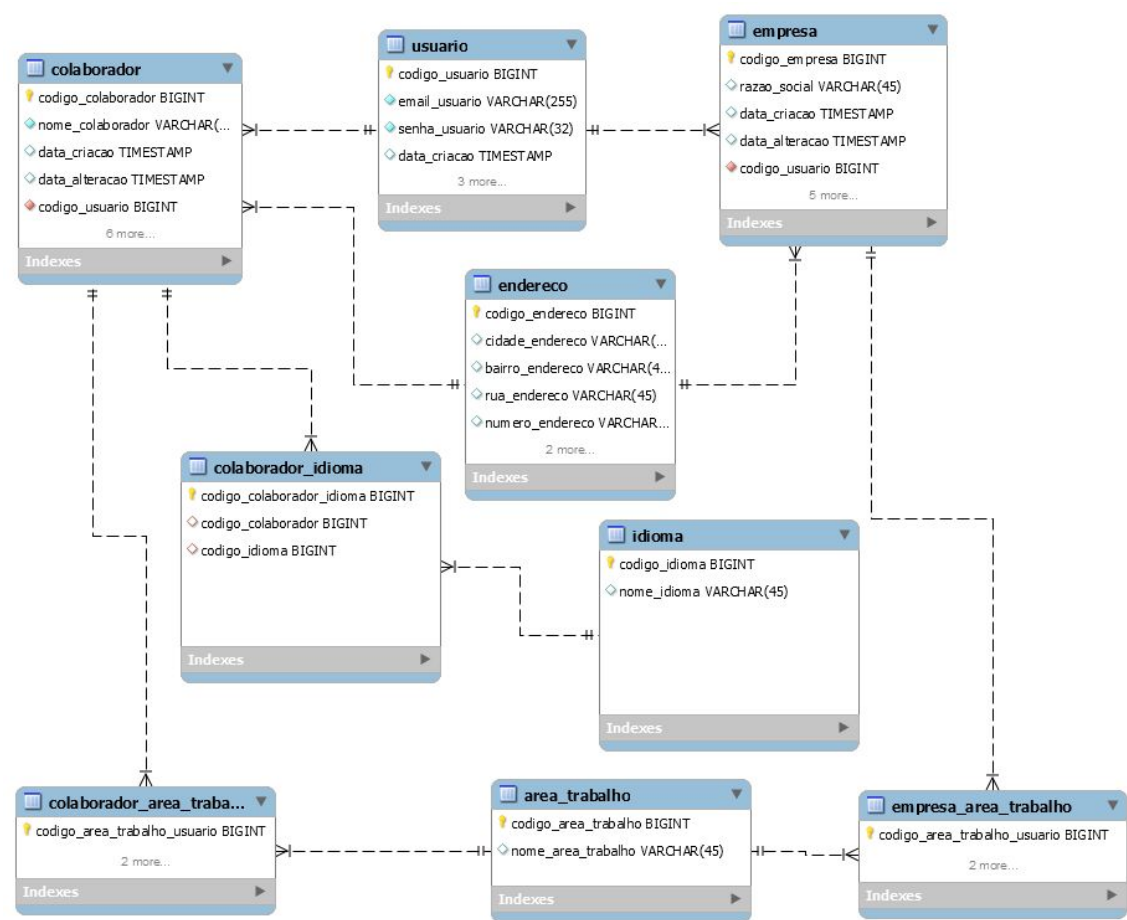 colaborador
codigo_colaborador BIGINT
nome_colaborador VARCHAR(...
data_criacao TIMESTAMP
data_alteracao TIMESTAMP
codigo_usuario BIGINT
6 more...
Indexes
usuario
codigo_usuario BIGINT
email_usuario VARCHAR(255)
senha_usuario VARCHAR(32)
data_criacao TIMESTAMP
3 more...
Indexes
empresa
codigo_empresa BIGINT
razao_social VARCHAR(45)
data_criacao TIMESTAMP
data_alteracao TIMESTAMP
codigo_usuario BIGINT
5 more...
Indexes
endereco
codigo_endereco BIGINT
cidade_endereco VARCHAR(...
bairro_endereco VARCHAR(4...
rua_endereco VARCHAR(45)
numero_endereco VARCHAR...
2 more...
Indexes
colaborador_idioma
codigo_colaborador_idioma BIGINT
codigo_colaborador BIGINT
codigo_idioma BIGINT
Indexes
idioma
codigo_idioma BIGINT
nome_idioma VARCHAR(45)
Indexes
colaborador_area_traba...
codigo_area_trabalho_usuario BIGINT
2 more...
Indexes
area_trabalho
codigo_area_trabalho BIGINT
nome_area_trabalho VARCHAR(45)
Indexes
empresa_area_trabalho
codigo_area_trabalho_usuario BIGINT
2 more...
Indexes